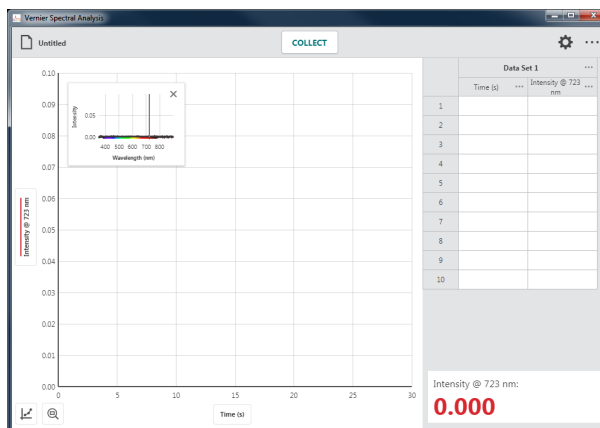 Vernier Spectral Analysis
Untitled
COLLECT
0.10
0.09
0.08
0.07
0.06
0.05
0.04
0.03
0.02
0.01
0.00
Intensity @ 723 nm
0 5 10 15 20 25 30
Time (s)
Intensity
0.05
0.00
400 500 600 700 800
Wavelength (nm)
Data Set 1
Time (s)
Intensity @ 723
nm
1
2
3
4
5
6
7
8
9
10
Intensity @ 723 nm:
0.000